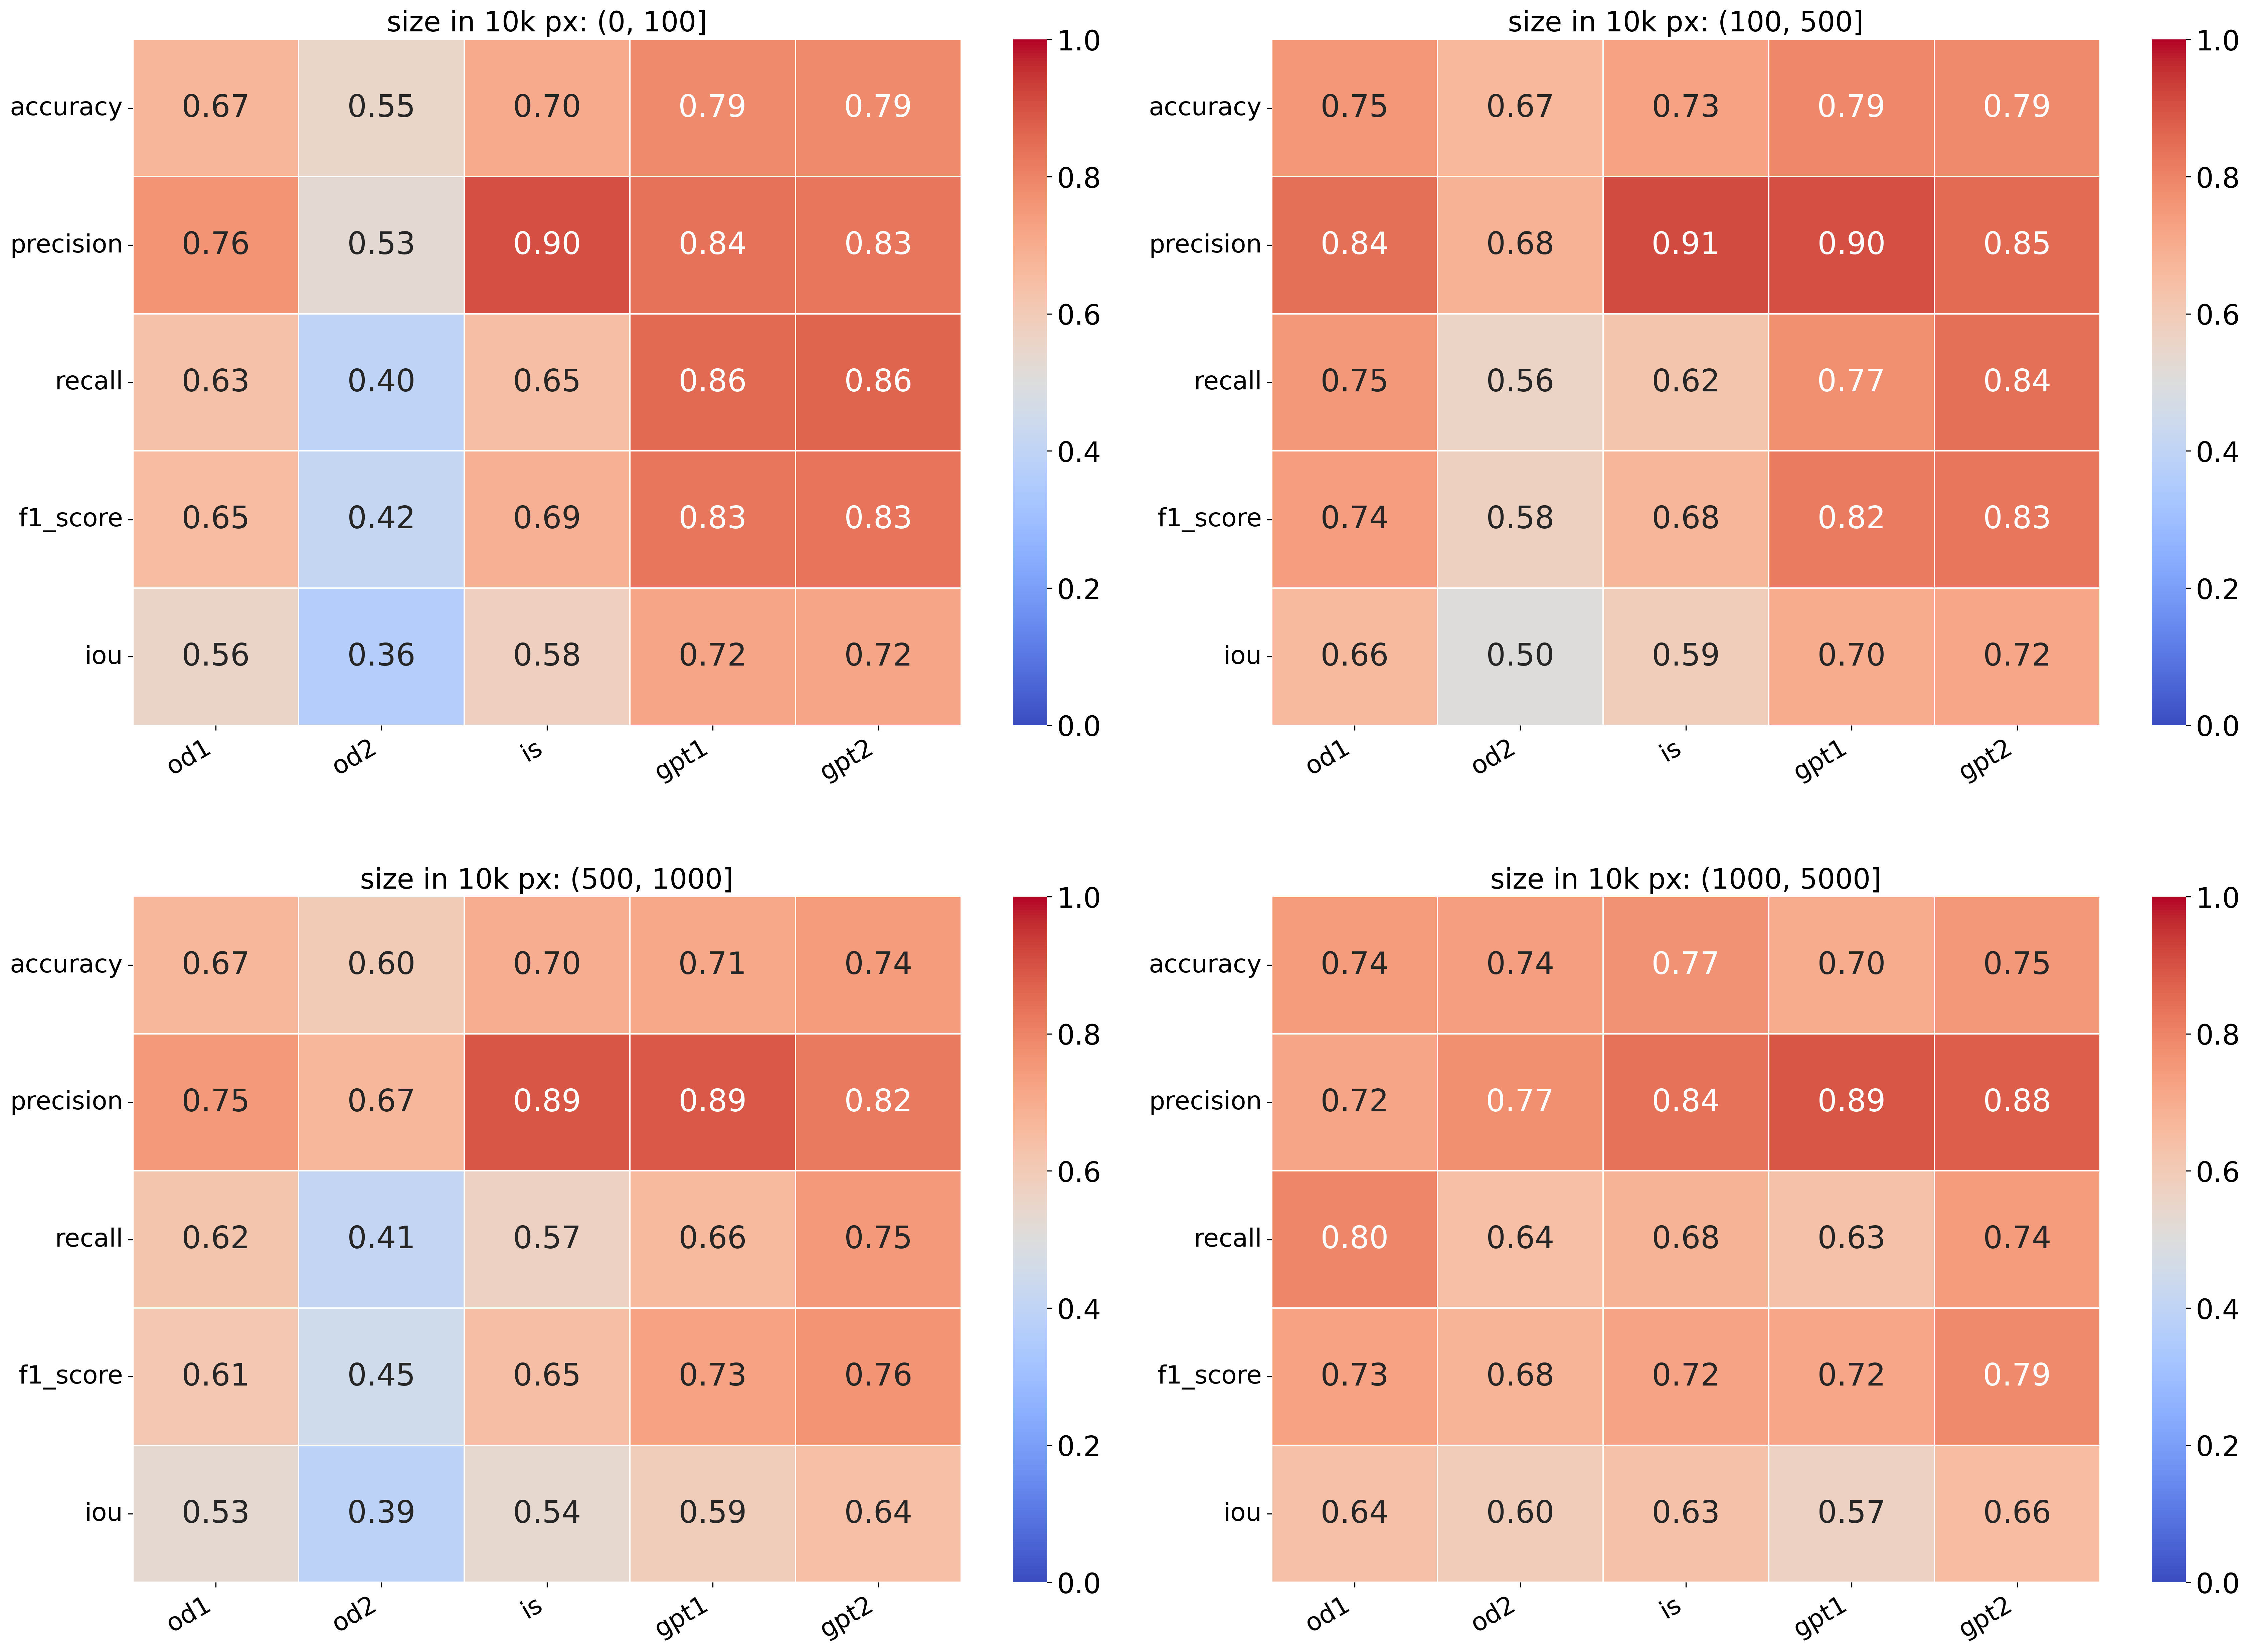 size in 10k px: (0, 100]
accuracy 0.67 0.55 0.70 0.79 0.79
precision 0.76 0.53 0.90 0.84 0.83
recall 0.63 0.40 0.65 0.86 0.86
f1_score 0.65 0.42 0.69 0.83 0.83
iou 0.56 0.36 0.58 0.72 0.72
od1 od2 is gpt1 gpt2
1.0
0.8
0.6
0.4
0.2
0.0
size in 10k px: (100, 500]
accuracy 0.75 0.67 0.73 0.79 0.79
precision 0.84 0.68 0.91 0.90 0.85
recall 0.75 0.56 0.62 0.77 0.84
f1_score 0.74 0.58 0.68 0.82 0.83
iou 0.66 0.50 0.59 0.70 0.72
od1 od2 is gpt1 gpt2
1.0
0.8
0.6
0.4
0.2
0.0
size in 10k px: (500, 1000]
accuracy 0.67 0.60 0.70 0.71 0.74
precision 0.75 0.67 0.89 0.89 0.82
recall 0.62 0.41 0.57 0.66 0.75
f1_score 0.61 0.45 0.65 0.73 0.76
iou 0.53 0.39 0.54 0.59 0.64
od1 od2 is gpt1 gpt2
1.0
0.8
0.6
0.4
0.2
0.0
size in 10k px: (1000, 5000]
accuracy 0.74 0.74 0.77 0.70 0.75
precision 0.72 0.77 0.84 0.89 0.88
recall 0.80 0.64 0.68 0.63 0.74
f1_score 0.73 0.68 0.72 0.72 0.79
iou 0.64 0.60 0.63 0.57 0.66
od1 od2 is gpt1 gpt2
1.0
0.8
0.6
0.4
0.2
0.0